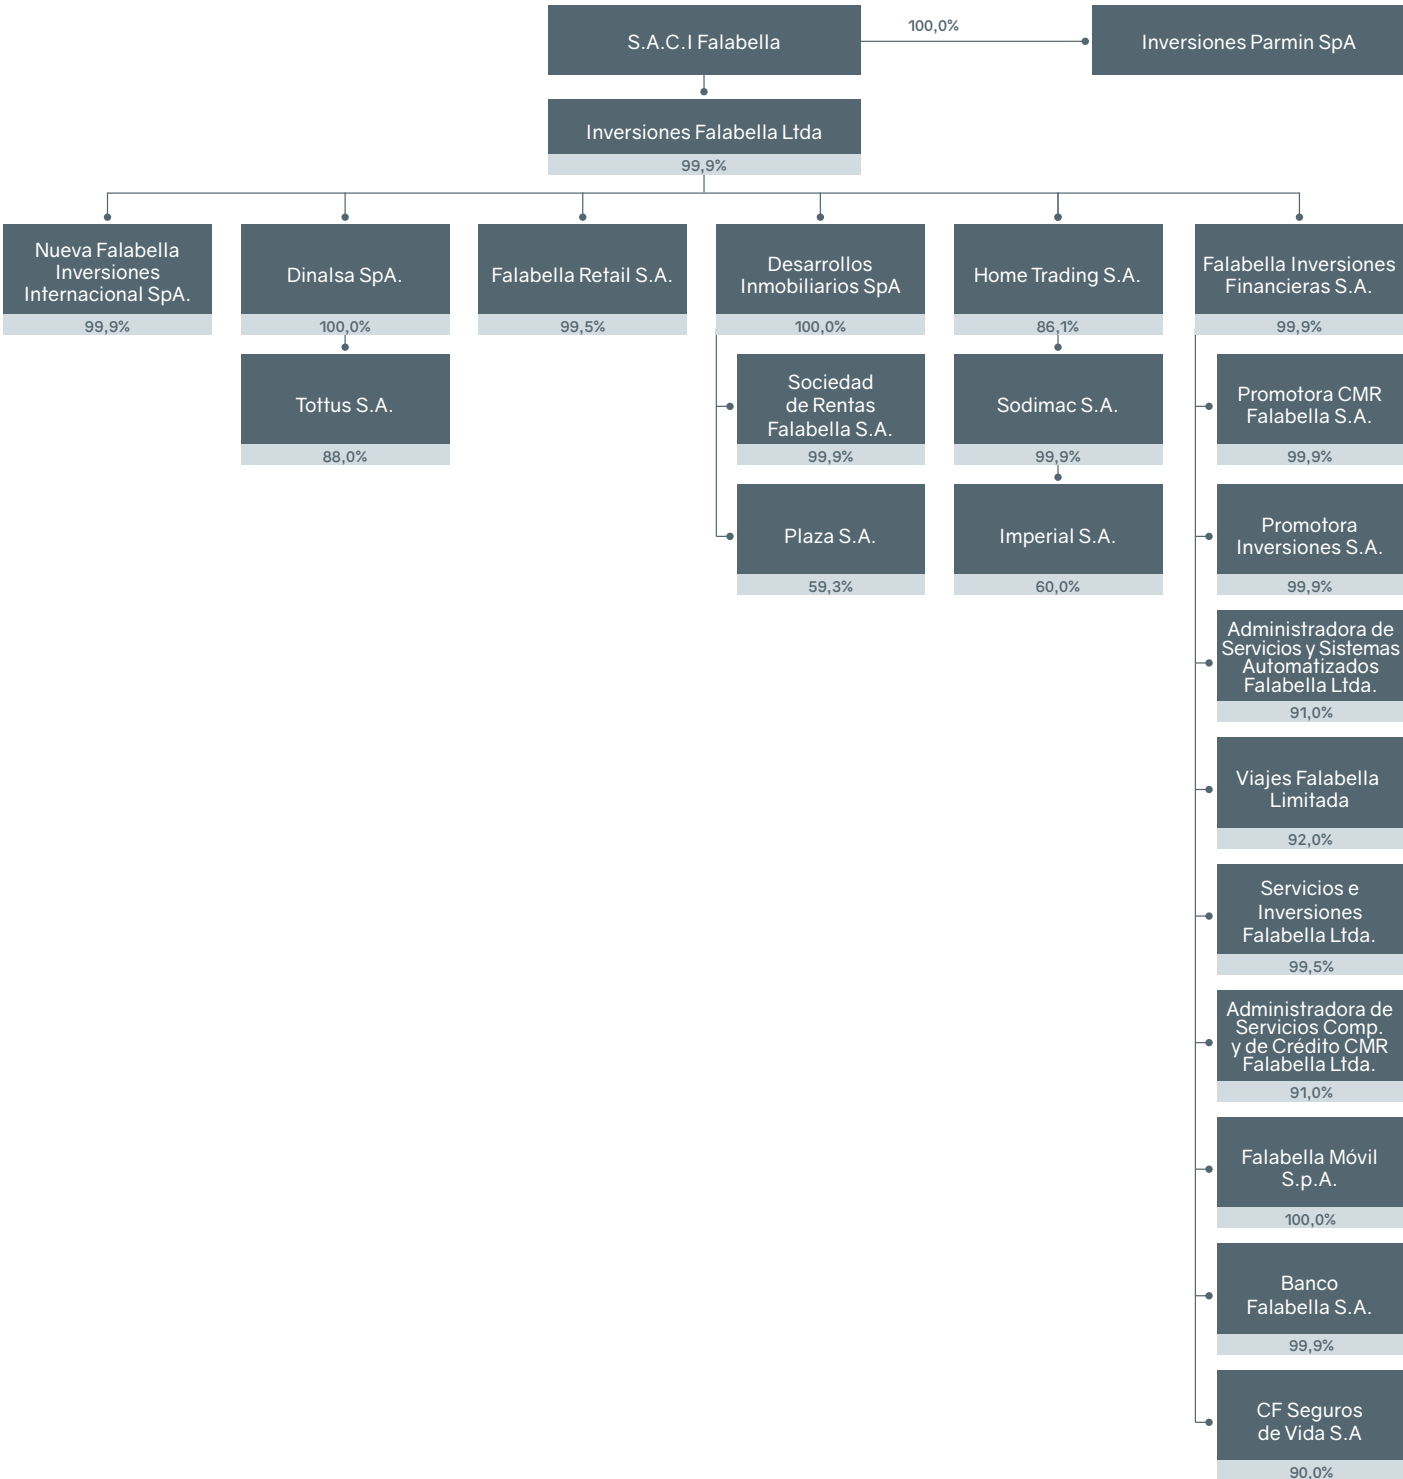 S.A.C.I Falabella
100,0%
Inversiones Parmin SpA
Inversiones Falabella Ltda
99,9%
Nueva Falabella
Inversiones
Internacional SpA.
99,9%
Dinalsa SpA.
100,0%
Tottus S.A.
88,0%
Falabella Retail S.A.
99,5%
Desarrollos
Inmobiliarios SpA
100,0%
Sociedad
de Rentas
Falabella S.A.
99,9%
Plaza S.A.
59,3%
Home Trading S.A.
86,1%
Sodimac S.A.
99,9%
Imperial S.A.
60,0%
Falabella Inversiones
Financieras S.A.
99,9%
Promotora CMR
Falabella S.A.
99,9%
Promotora
Inversiones S.A.
99,9%
Administradora de
Servicios y Sistemas
Automatizados
Falabella Ltda.
91,0%
Viajes Falabella
Limitada
92,0%
Servicios e
Inversiones
Falabella Ltda.
99,5%
Administradora de
Servicios Comp.
y de Crédito CMR
Falabella Ltda.
91,0%
Falabella Móvil
S.p.A.
100,0%
Banco
Falabella S.A.
99,9%
CF Seguros
de Vida S.A
90,0%